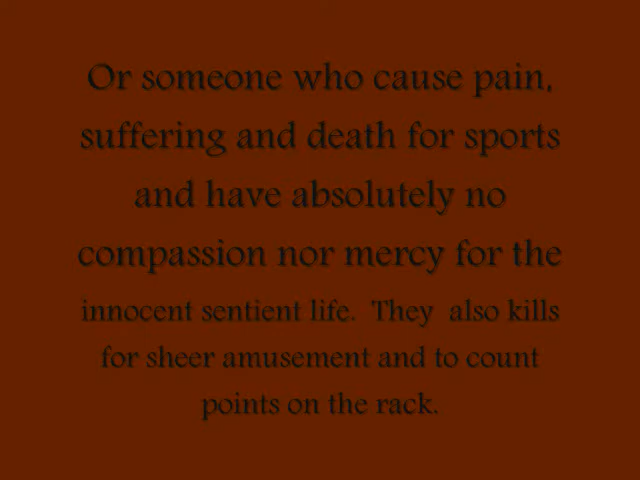 Or someone who cause pain,
suffering and death for sports
and have absolutely no
compassion nor mercy for the
innocent sentient life.  They  also kills
for sheer amusement and to count
points on the rack.